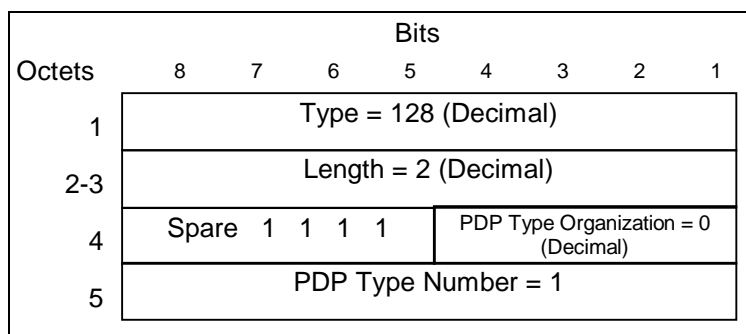 Bits
Octets 8 7 6 5 4 3 2 1
1 Type = 128 (Decimal)
2-3 Length = 2 (Decimal)
4 Spare 1 1 1 1 PDP Type Organization = 0
(Decimal)
5 PDP Type Number = 1